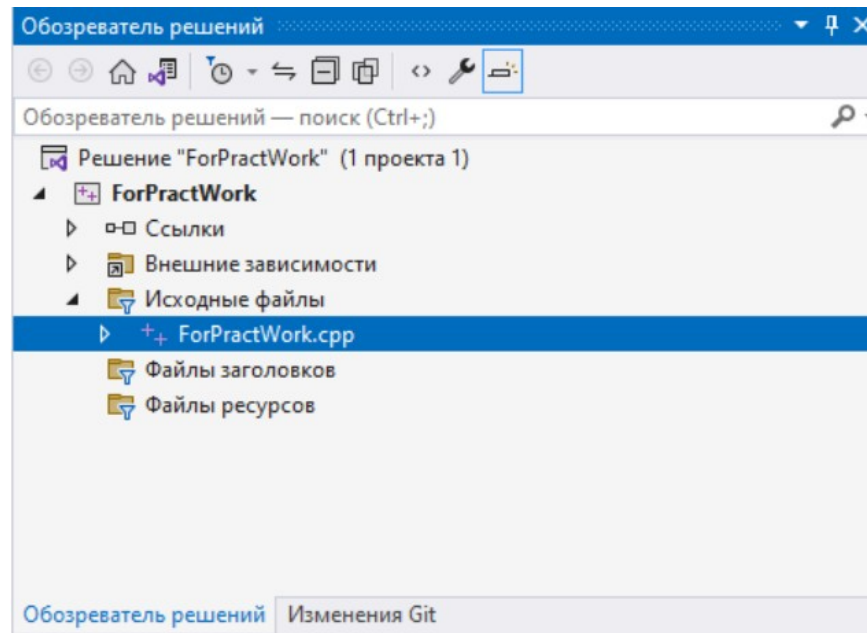 Обозреватель решений
Обозреватель решений — поиск (Ctrl+;)
Решение "ForPractWork" (1 проекта 1)
ForPractWork
Ссылки
Внешние зависимости
Исходные файлы
ForPractWork.cpp
Файлы заголовков
Файлы ресурсов
Обозреватель решений Изменения Git